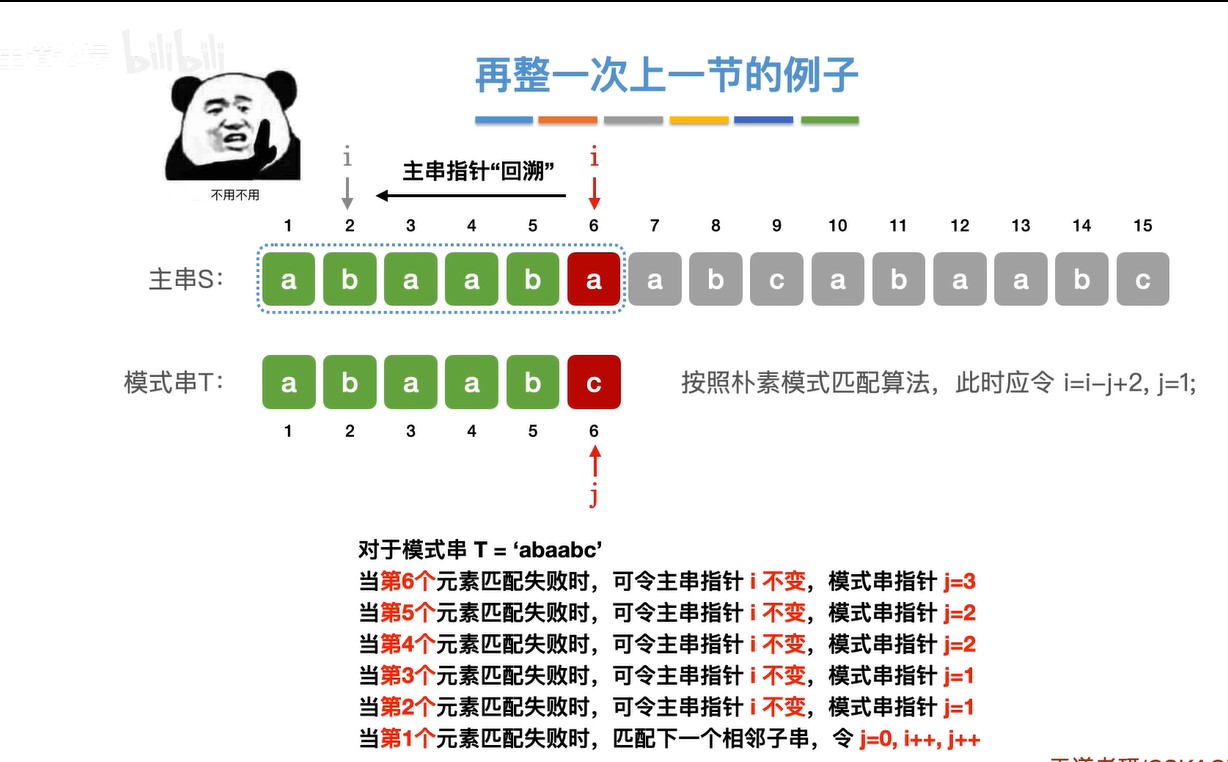 bilibili
再整一次上一节的例子
不用不用
i
主串指针“回溯”
i
1 2 3 4 5 6 7 8 9 10 11 12 13 14 15
主串S: a b a a b a a b c a b a a b c
模式串T: a b a a b c 按照朴素模式匹配算法，此时应令 i=i−j+2, j=1;
1 2 3 4 5 6
j
对于模式串 T = ‘abaabc’
当第6个元素匹配失败时，可令主串指针 i 不变，模式串指针 j=3
当第5个元素匹配失败时，可令主串指针 i 不变，模式串指针 j=2
当第4个元素匹配失败时，可令主串指针 i 不变，模式串指针 j=2
当第3个元素匹配失败时，可令主串指针 i 不变，模式串指针 j=1
当第2个元素匹配失败时，可令主串指针 i 不变，模式串指针 j=1
当第1个元素匹配失败时，匹配下一个相邻子串，令 j=0, i++, j++